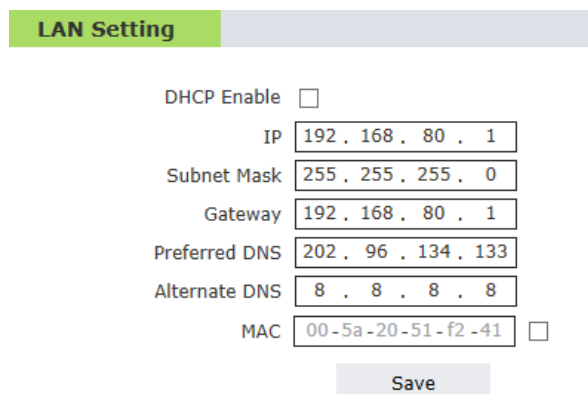 LAN Setting
DHCP Enable
IP 192 . 168 . 80 . 1
Subnet Mask 255 . 255 . 255 . 0
Gateway 192 . 168 . 80 . 1
Preferred DNS 202 . 96 . 134 . 133
Alternate DNS 8 . 8 . 8 . 8
MAC 00-5a-20-51-f2-41
Save